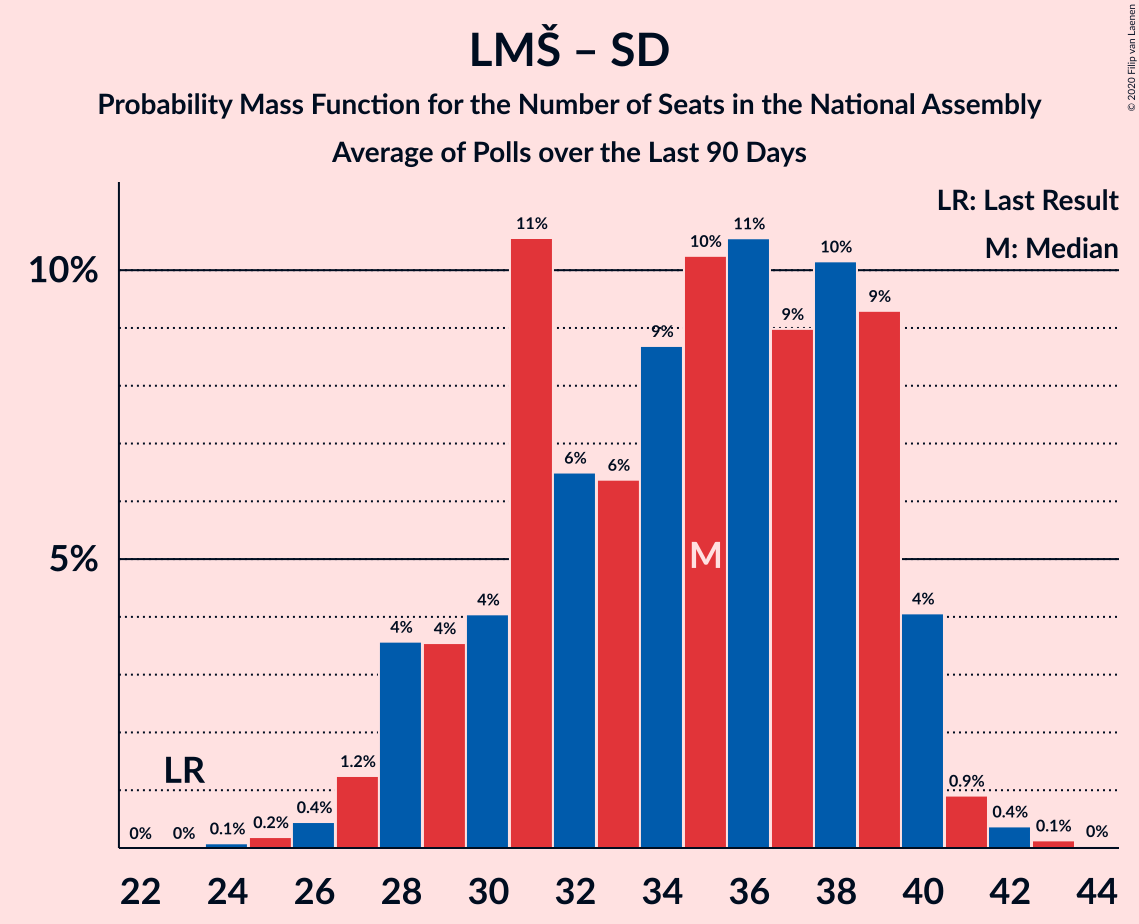 LMŠ – SD
Probability Mass Function for the Number of Seats in the National Assembly
Average of Polls over the Last 90 Days
© 2020 Filip van Laenen
LR: Last Result
M: Median
10%
5%
0% 0% 0.1% 0.2% 0.4% 1.2% 4% 4% 4% 11% 6% 6% 9% 10% 11% 9% 10% 9% 4% 0.9% 0.4% 0.1% 0%
LR
M
22 24 26 28 30 32 34 36 38 40 42 44